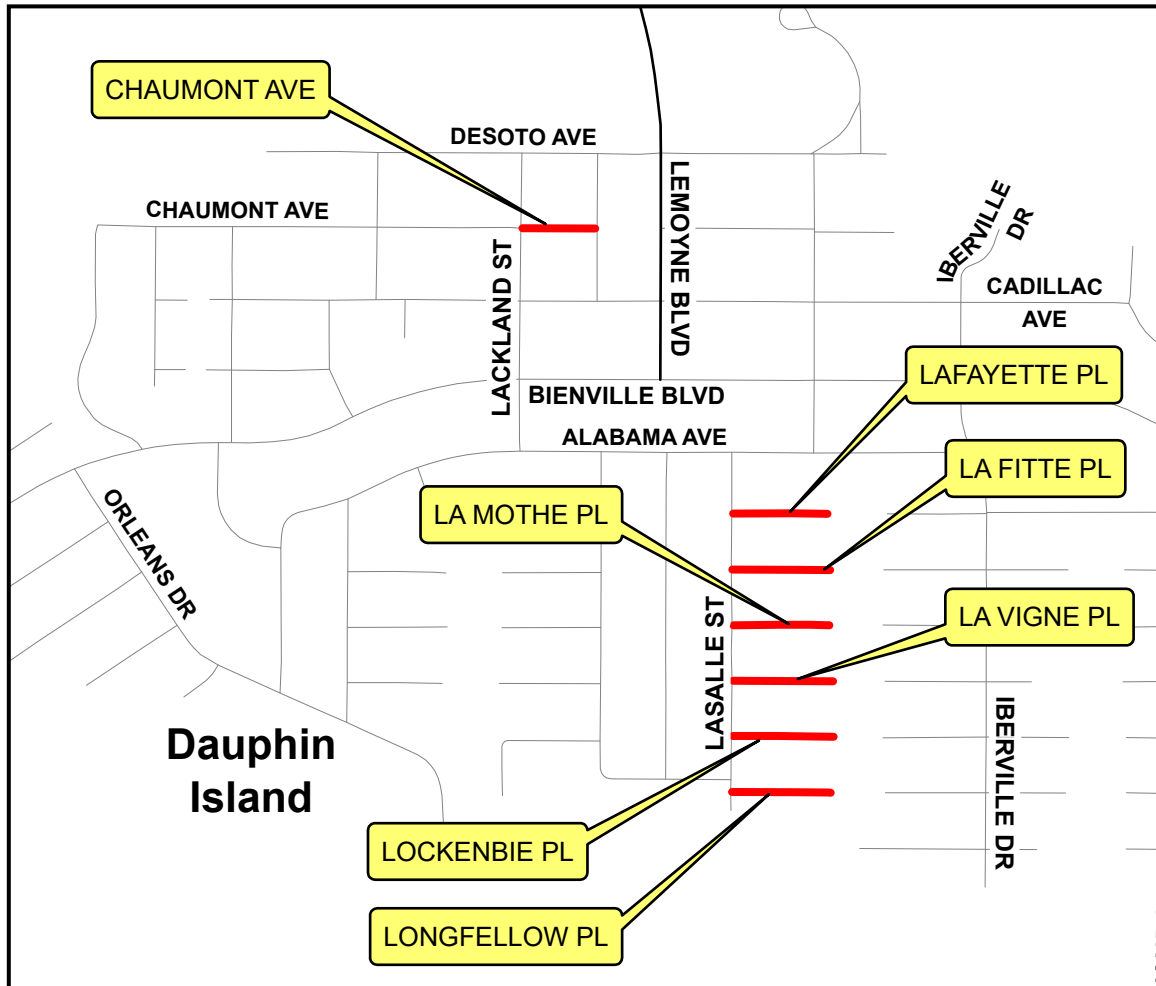 CHAUMONT AVE
DESOTO AVE
CHAUMONT AVE
LEMOYNE BLVD
IBERVILLE
DR
LACKLAND ST
CADILLAC
AVE
LAFAYETTE PL
BIENVILLE BLVD
ALABAMA AVE
LA FITTE PL
LA MOTHE PL
ORLEANS DR
LASALLE ST
LA VIGNE PL
IBERVILLE DR
Dauphin
Island
LOCKENBIE PL
LONGFELLOW PL